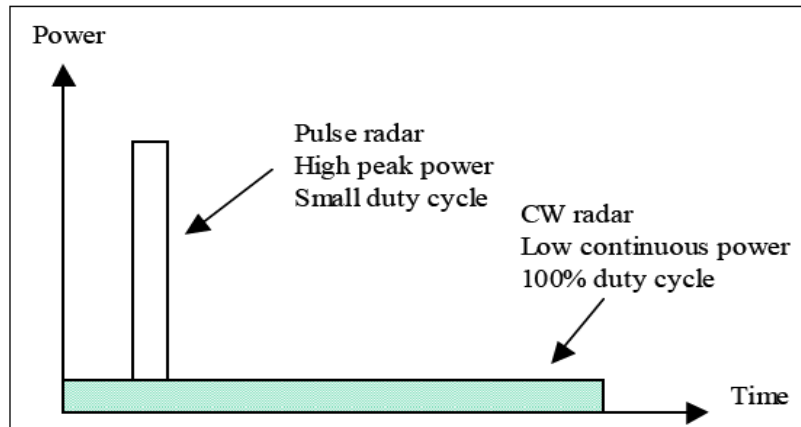 Power
Pulse radar
High peak power
Small duty cycle
CW radar
Low continuous power
100% duty cycle
Time